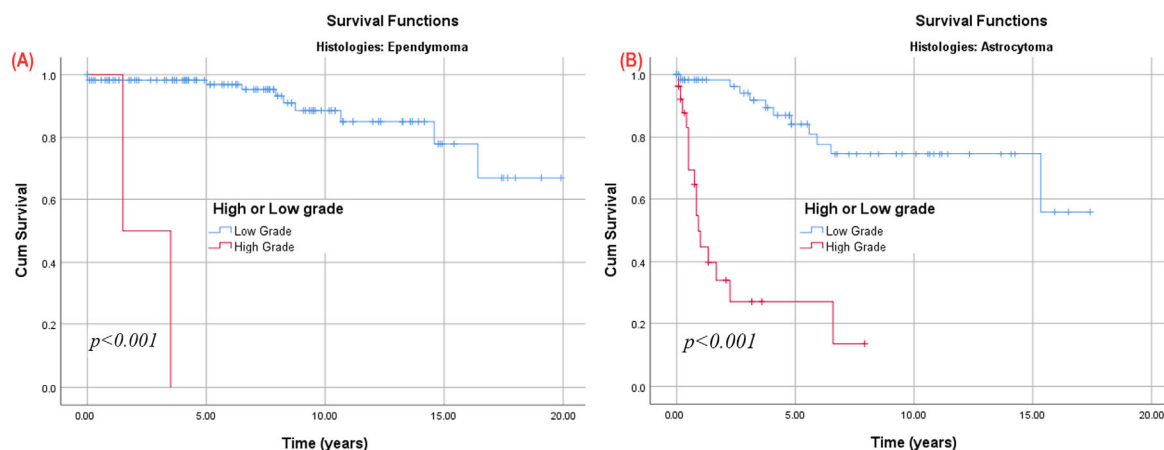 Survival Functions
(A)
Histologies: Ependymoma
1.0
0.8
0.6
0.4
0.2
0.0
Cum Survival
High or Low grade
Low Grade
High Grade
p<0.001
0.00 5.00 10.00 15.00 20.00
Time (years)
Survival Functions
(B)
Histologies: Astrocytoma
1.0
0.8
0.6
0.4
0.2
0.0
Cum Survival
High or Low grade
Low Grade
High Grade
p<0.001
0.00 5.00 10.00 15.00 20.00
Time (years)